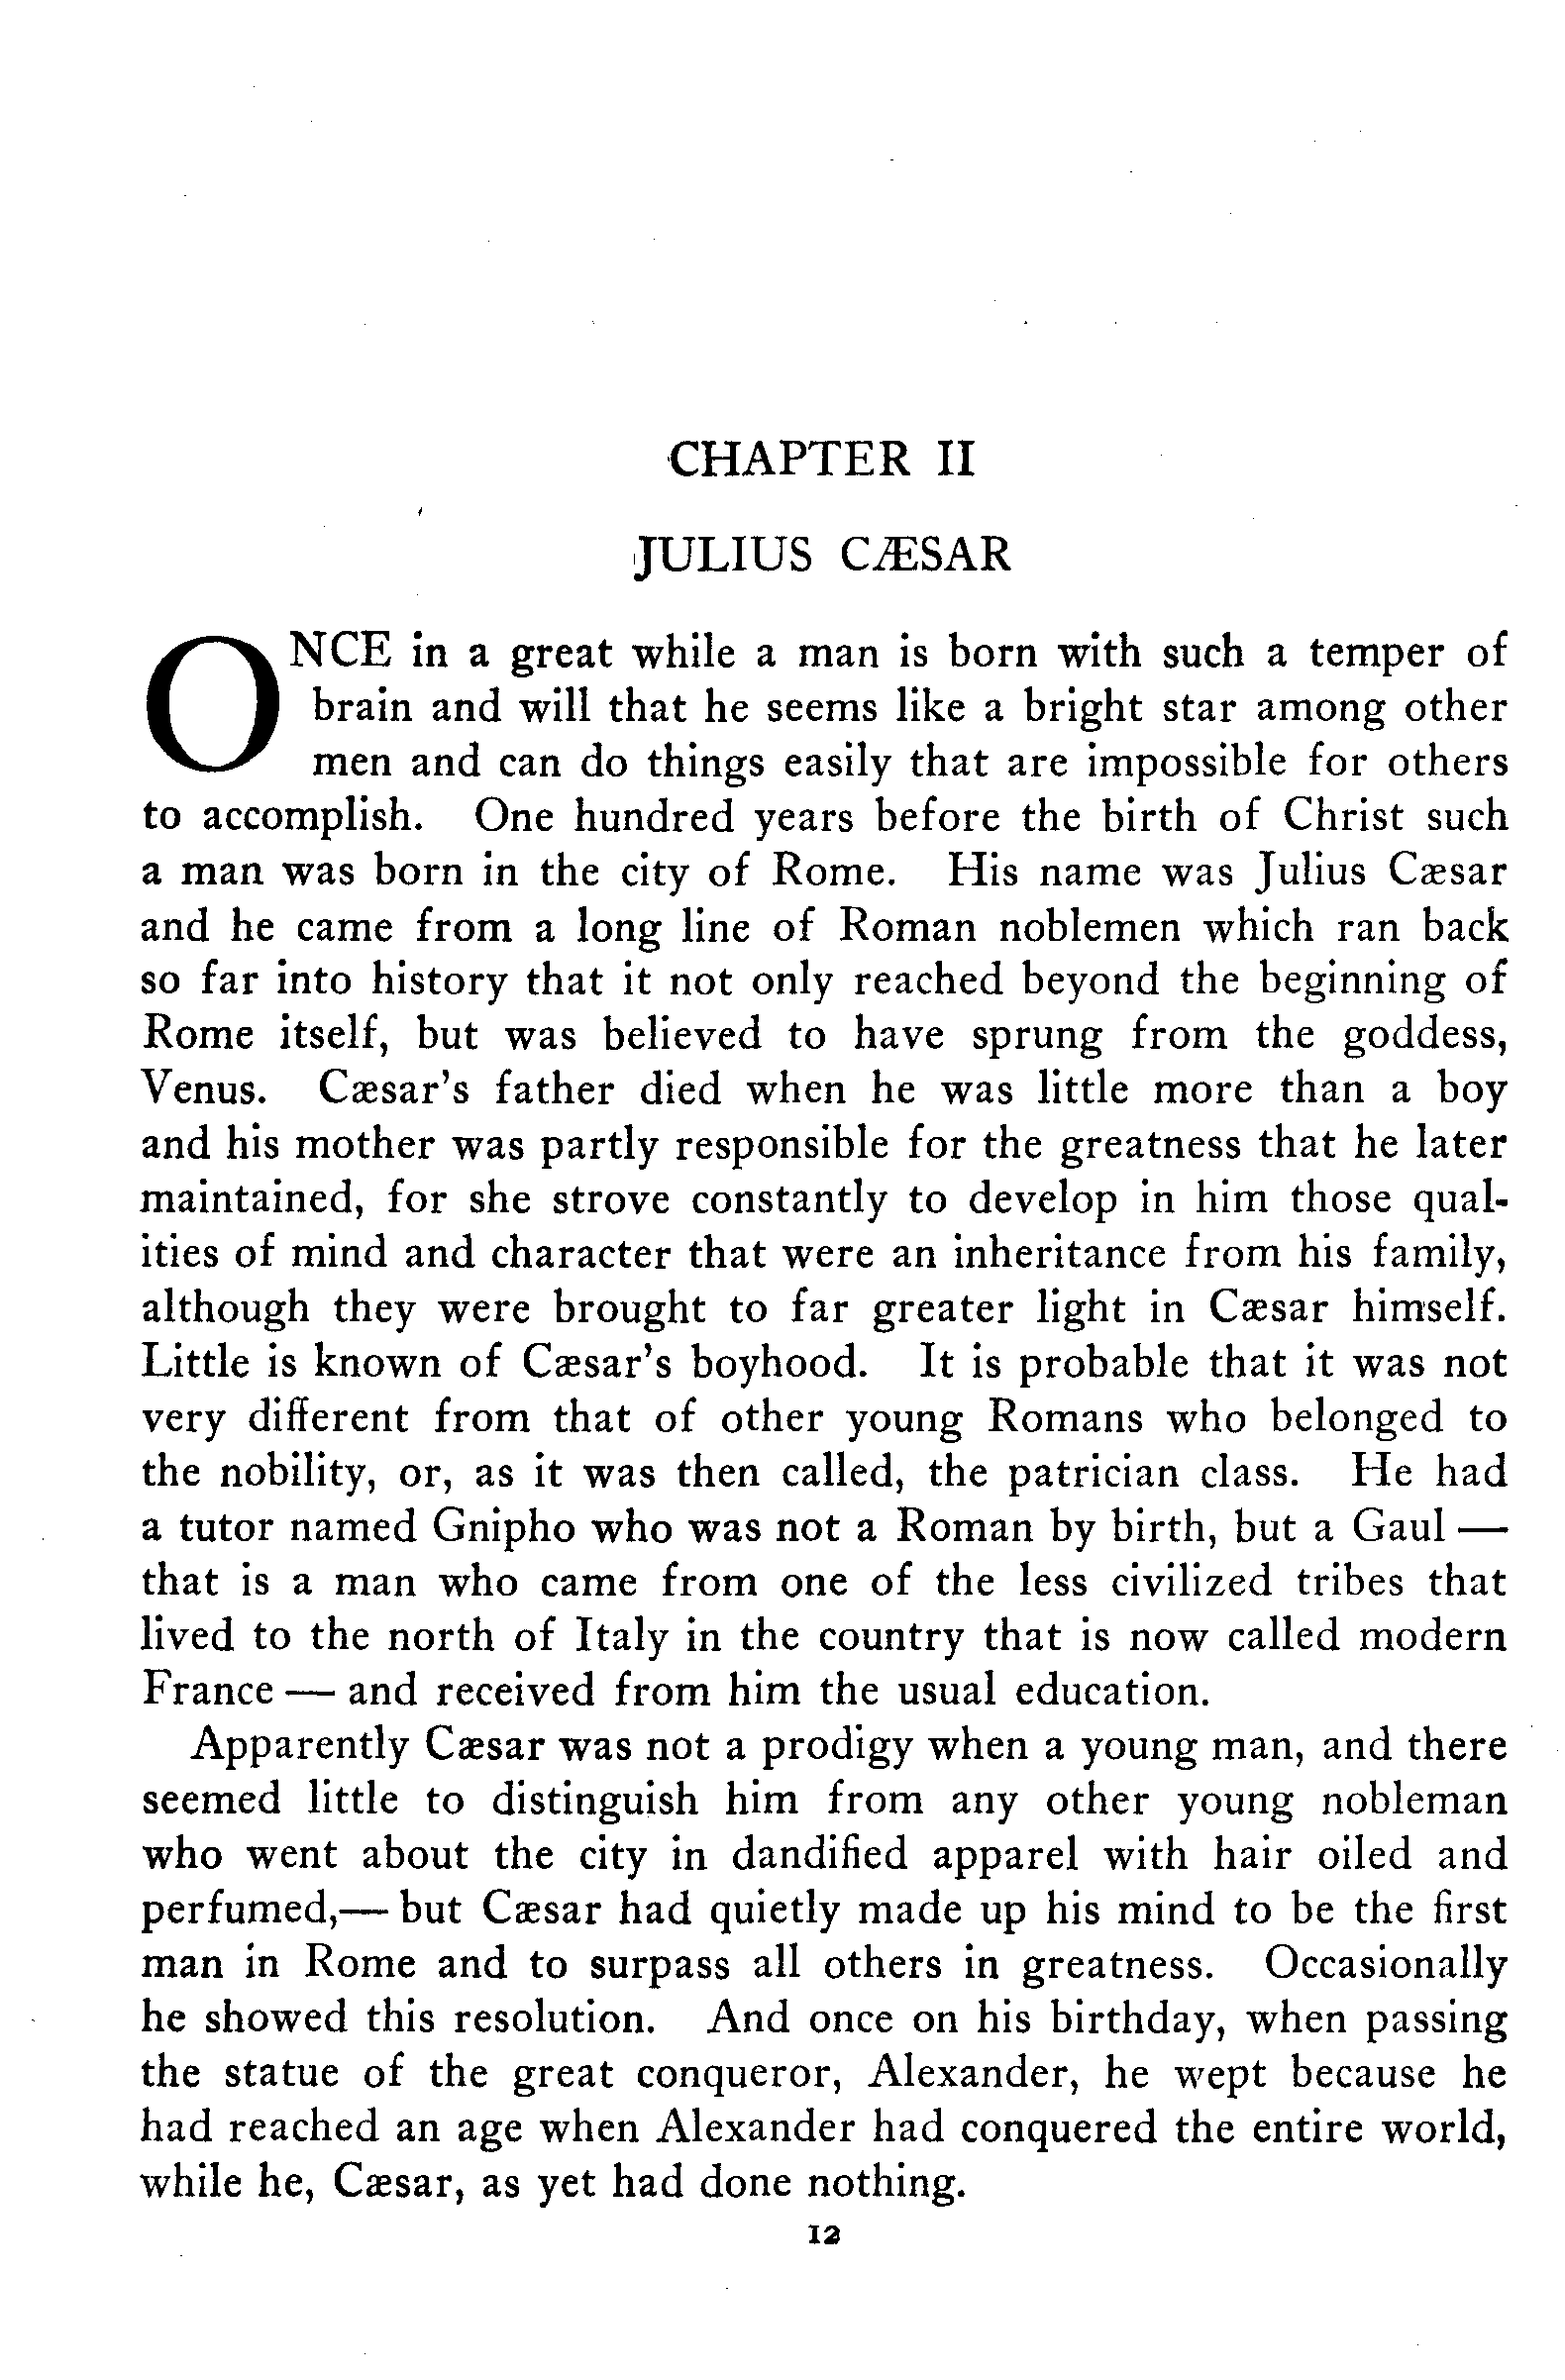 CHAPTER II
JULIUS CÆSAR
ONCE in a great while a man is born with such a temper of
brain and will that he seems like a bright star among other
men and can do things easily that are impossible for others
to accomplish. One hundred years before the birth of Christ such
a man was born in the city of Rome. His name was Julius Cæsar
and he came from a long line of Roman noblemen which ran back
so far into history that it not only reached beyond the beginning of
Rome itself, but was believed to have sprung from the goddess,
Venus. Cæsar's father died when he was little more than a boy
and his mother was partly responsible for the greatness that he later
maintained, for she strove constantly to develop in him those qual-
ities of mind and character that were an inheritance from his family,
although they were brought to far greater light in Cæsar himself.
Little is known of Cæsar's boyhood. It is probable that it was not
very different from that of other young Romans who belonged to
the nobility, or, as it was then called, the patrician class. He had
a tutor named Gnipho who was not a Roman by birth, but a Gaul —
that is a man who came from one of the less civilized tribes that
lived to the north of Italy in the country that is now called modern
France — and received from him the usual education.
Apparently Cæsar was not a prodigy when a young man, and there
seemed little to distinguish him from any other young nobleman
who went about the city in dandified apparel with hair oiled and
perfumed,— but Cæsar had quietly made up his mind to be the first
man in Rome and to surpass all others in greatness. Occasionally
he showed this resolution. And once on his birthday, when passing
the statue of the great conqueror, Alexander, he wept because he
had reached an age when Alexander had conquered the entire world,
while he, Cæsar, as yet had done nothing.
12